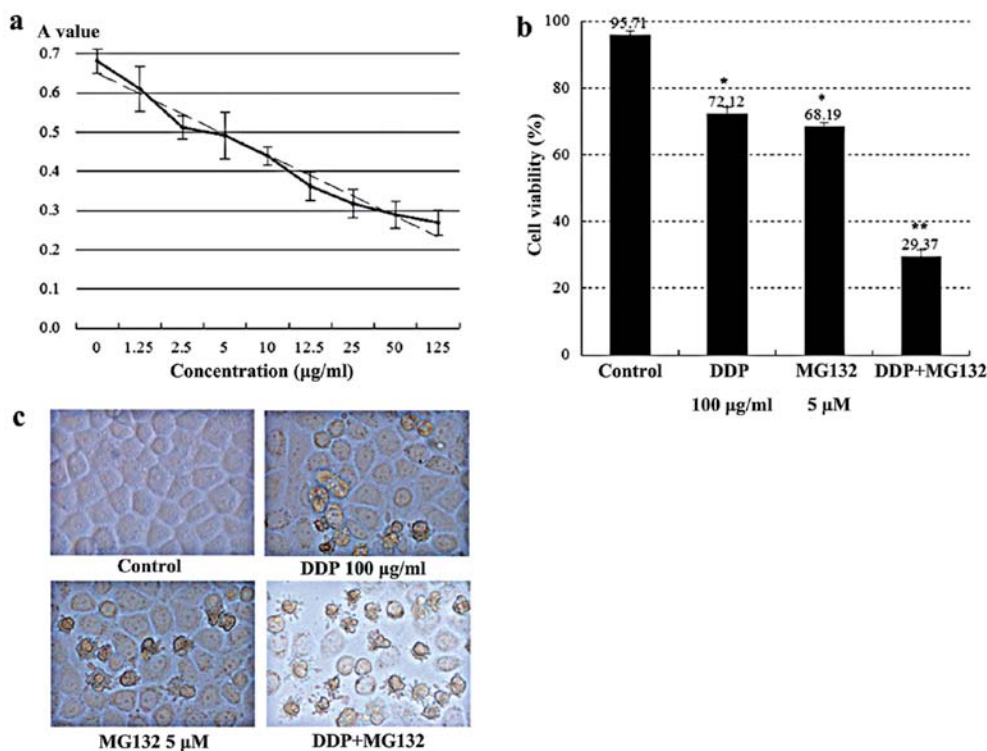 a
A value
0.7
0.6
0.5
0.4
0.3
0.2
0.1
0.0
0 1.25 2.5 5 10 12.5 25 50 125
Concentration (µg/ml)
b
100
80
60
40
20
0
Cell viability (%)
95.71
*
72.12
*
68.19
**
29.37
Control DDP MG132 DDP+MG132
100 µg/ml 5 µM
c
Control
DDP 100 µg/ml
MG132 5 µM
DDP+MG132